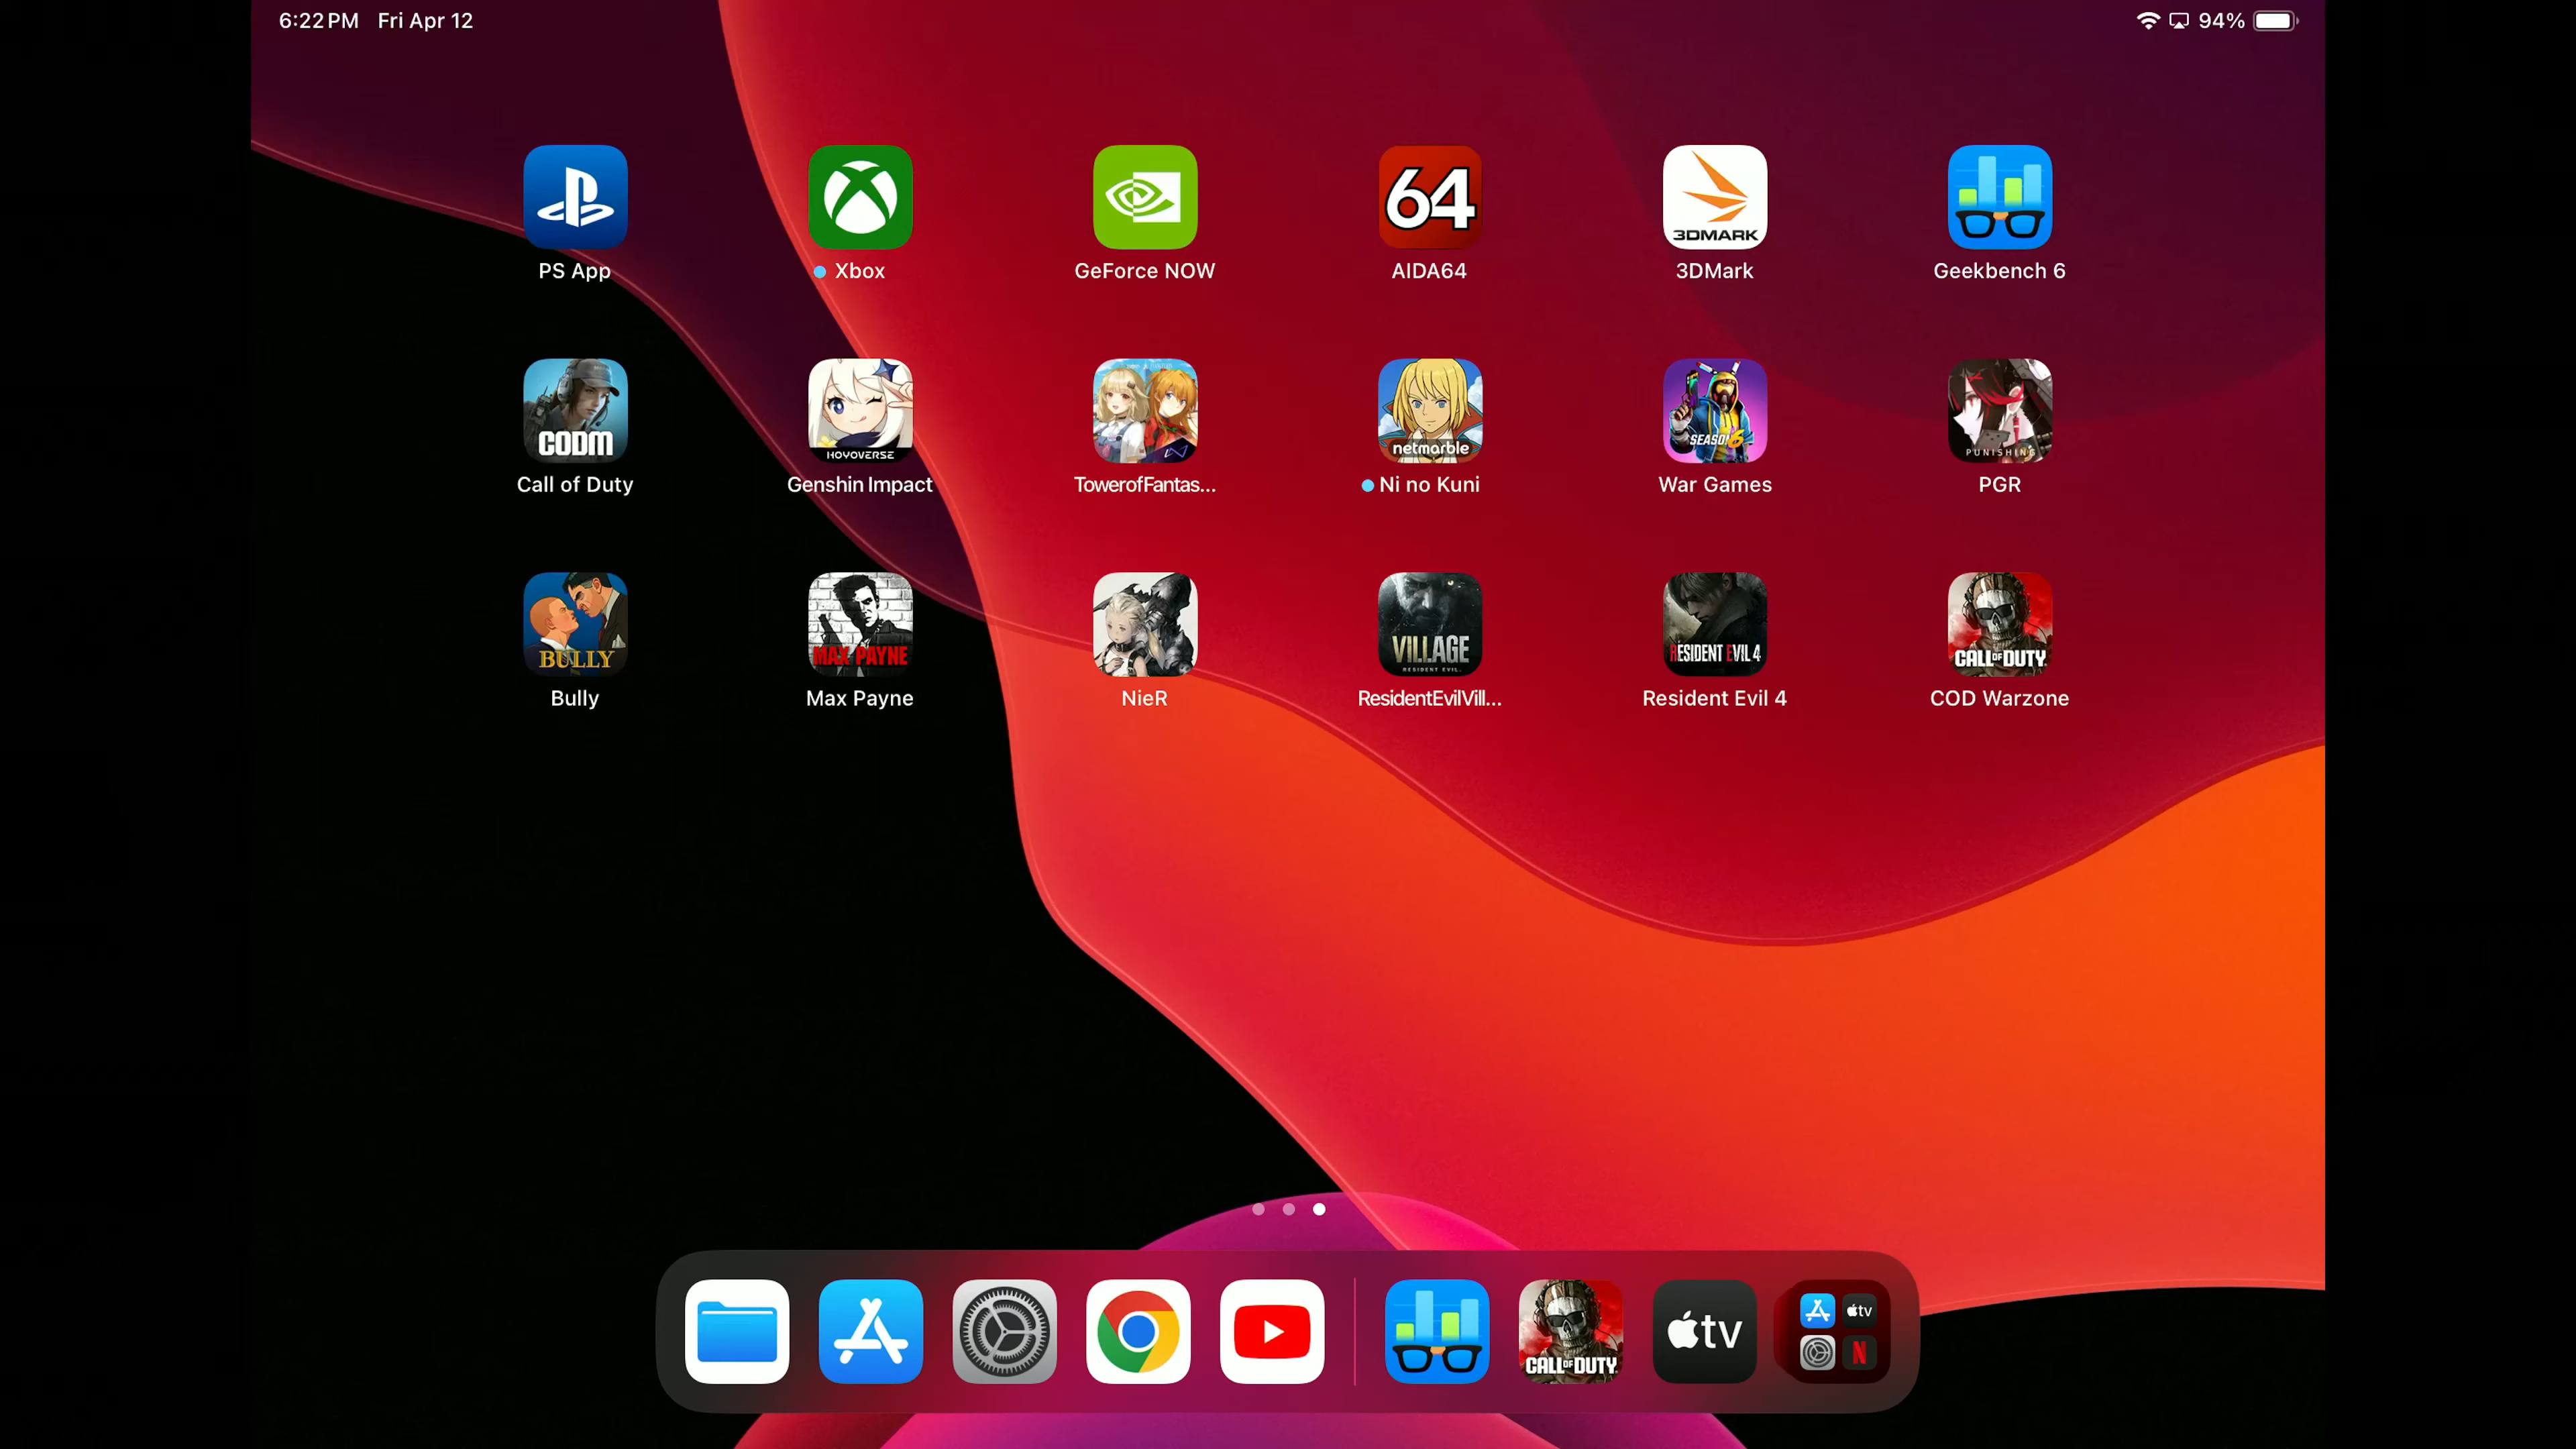 6:22 PM Fri Apr 12
94%
64
3DMARK
PS App
Xbox
GeForce NOW
AIDA64
3DMark
Geekbench 6
CODM
HOYOVERSE
netmarble
SEASON 6
PUNISHING
Call of Duty
Genshin Impact
TowerofFantas...
Ni no Kuni
War Games
PGR
BULLY
MAX PAYNE
VILLAGE
RESIDENT EVIL
RESIDENT EVIL 4
CALL OF DUTY
Bully
Max Payne
NieR
ResidentEvilVill...
Resident Evil 4
COD Warzone
CALL OF DUTY
tv
tv
N